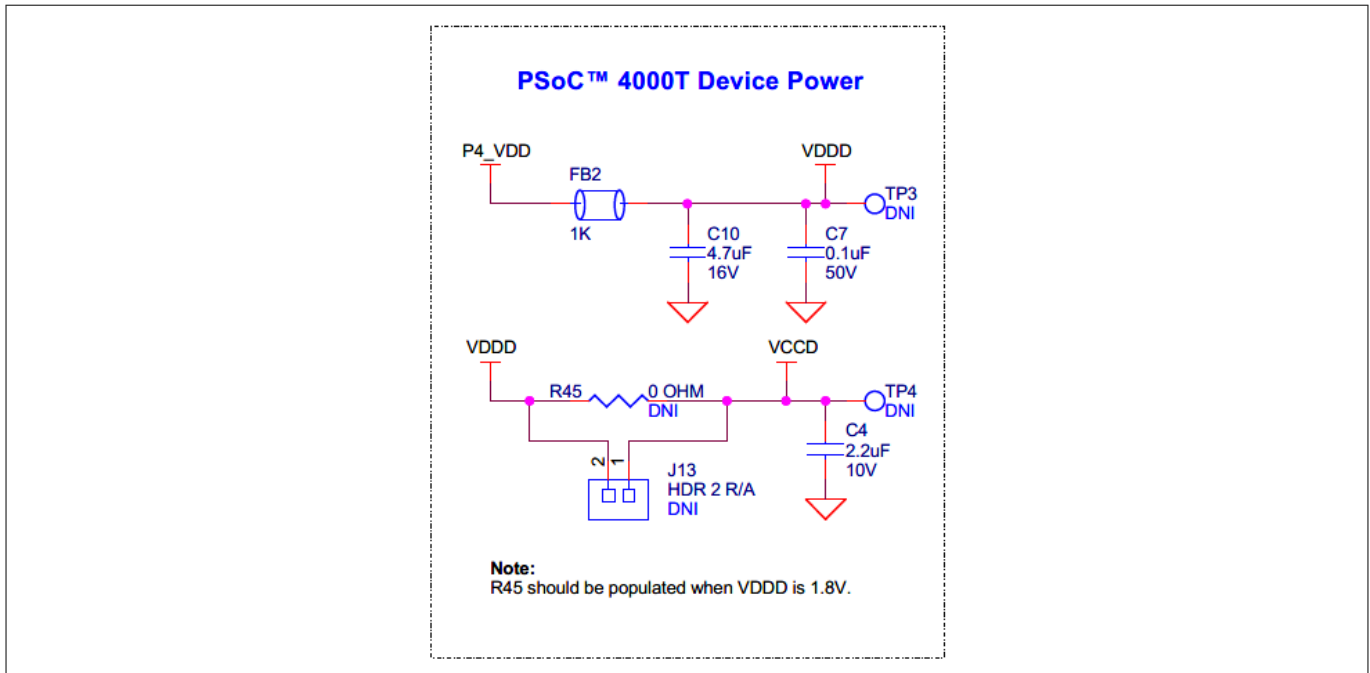 PSoC™ 4000T Device Power
P4_VDD
VDDD
FB2
1K
TP3
DNI
C10
4.7uF
16V
C7
0.1uF
50V
VDDD
VCCD
R45
0 OHM
DNI
TP4
DNI
C4
2.2uF
10V
2
1
J13
HDR 2 R/A
DNI
Note:
R45 should be populated when VDDD is 1.8V.